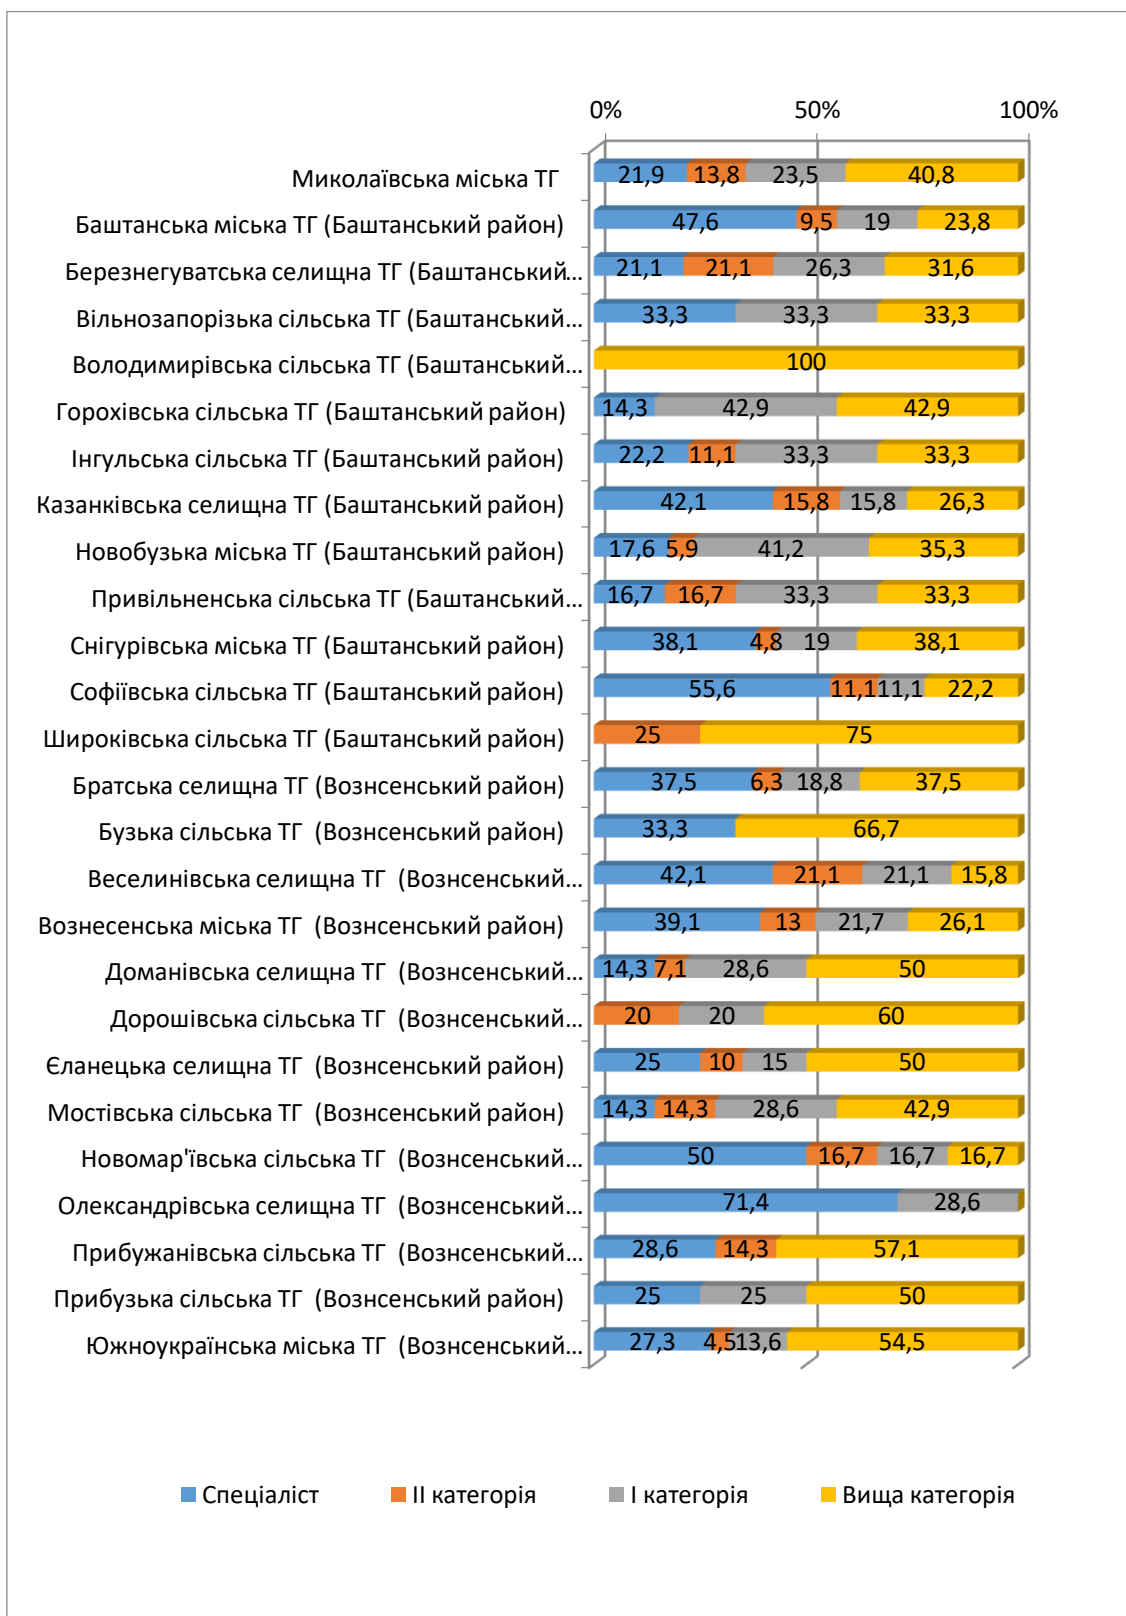 0% 50% 100%
Миколаївська міська ТГ 21,9 13,8 23,5 40,8
Баштанська міська ТГ (Баштанський район) 47,6 9,5 19 23,8
Березнегуватська селищна ТГ (Баштанський... 21,1 21,1 26,3 31,6
Вільнозапорізька сільська ТГ (Баштанський... 33,3 33,3 33,3
Володимирівська сільська ТГ (Баштанський... 100
Горохівська сільська ТГ (Баштанський район) 14,3 42,9 42,9
Інгульська сільська ТГ (Баштанський район) 22,2 11,1 33,3 33,3
Казанківська селищна ТГ (Баштанський район) 42,1 15,8 15,8 26,3
Новобузька міська ТГ (Баштанський район) 17,6 5,9 41,2 35,3
Привільненська сільська ТГ (Баштанський... 16,7 16,7 33,3 33,3
Снігурівська міська ТГ (Баштанський район) 38,1 4,8 19 38,1
Софіївська сільська ТГ (Баштанський район) 55,6 11,1 11,1 22,2
Широківська сільська ТГ (Баштанський район) 25 75
Братська селищна ТГ (Вознсенський район) 37,5 6,3 18,8 37,5
Бузька сільська ТГ (Вознсенський район) 33,3 66,7
Веселинівська селищна ТГ (Вознсенський... 42,1 21,1 21,1 15,8
Вознесенська міська ТГ (Вознсенський район) 39,1 13 21,7 26,1
Доманівська селищна ТГ (Вознсенський... 14,3 7,1 28,6 50
Дорошівська сільська ТГ (Вознсенський... 20 20 60
Єланецька селищна ТГ (Вознсенський район) 25 10 15 50
Мостівська сільська ТГ (Вознсенський район) 14,3 14,3 28,6 42,9
Новомар'ївська сільська ТГ (Вознсенський... 50 16,7 16,7 16,7
Олександрівська селищна ТГ (Вознсенський... 71,4 28,6
Прибужанівська сільська ТГ (Вознсенський... 28,6 14,3 57,1
Прибузька сільська ТГ (Вознсенський район) 25 25 50
Южноукраїнська міська ТГ (Вознсенський... 27,3 4,5 13,6 54,5
Спеціаліст ІІ категорія І категорія Вища категорія